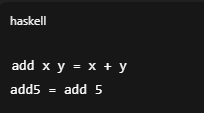 haskell
add x y = x + y
add5 = add 5